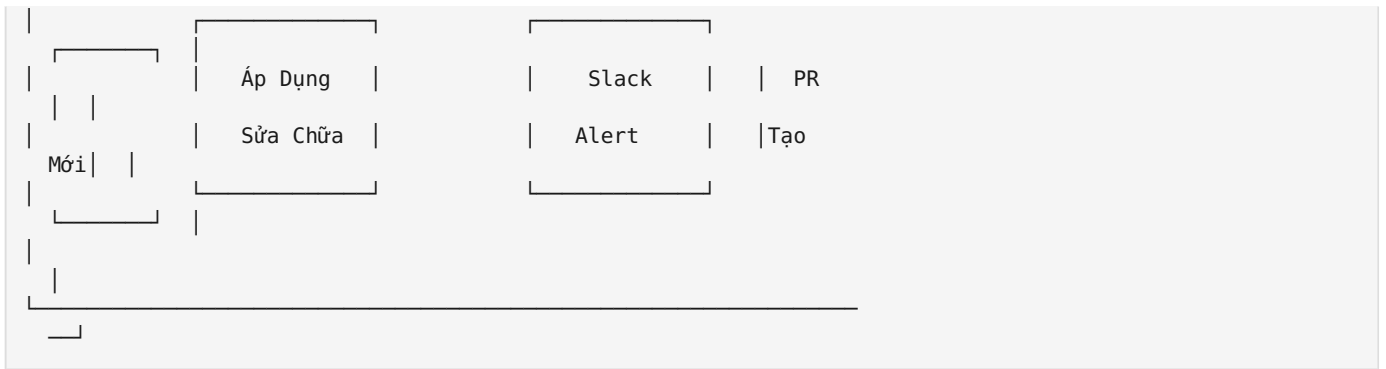 Áp Dụng Slack PR
Sửa Chữa Alert Tạo
Mới